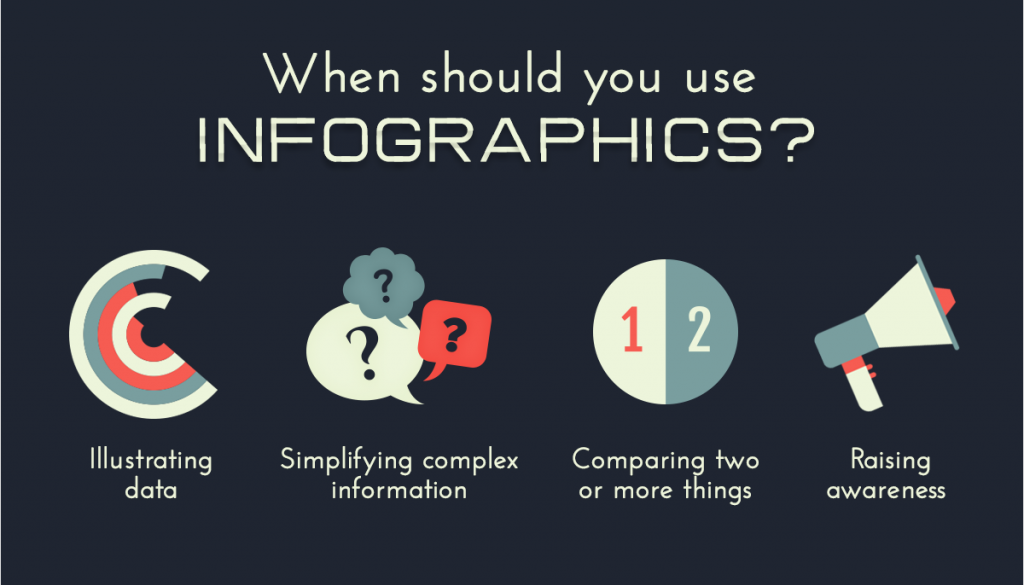 When should you use
INFOGRAPHICS?
?
?
?
1 2
Illustrating
data
Simplifying complex
information
Comparing two
or more things
Raising
awareness